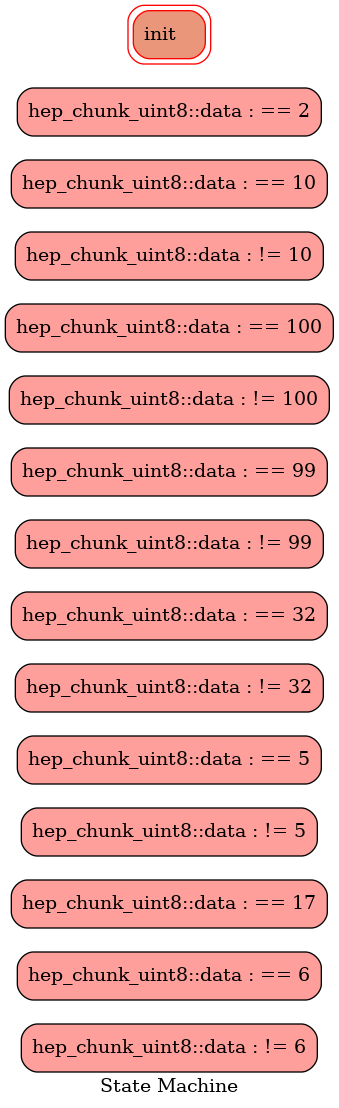 init
hep_chunk_uint8::data : == 2
hep_chunk_uint8::data : == 10
hep_chunk_uint8::data : != 10
hep_chunk_uint8::data : == 100
hep_chunk_uint8::data : != 100
hep_chunk_uint8::data : == 99
hep_chunk_uint8::data : != 99
hep_chunk_uint8::data : == 32
hep_chunk_uint8::data : != 32
hep_chunk_uint8::data : == 5
hep_chunk_uint8::data : != 5
hep_chunk_uint8::data : == 17
hep_chunk_uint8::data : == 6
hep_chunk_uint8::data : != 6
State Machine